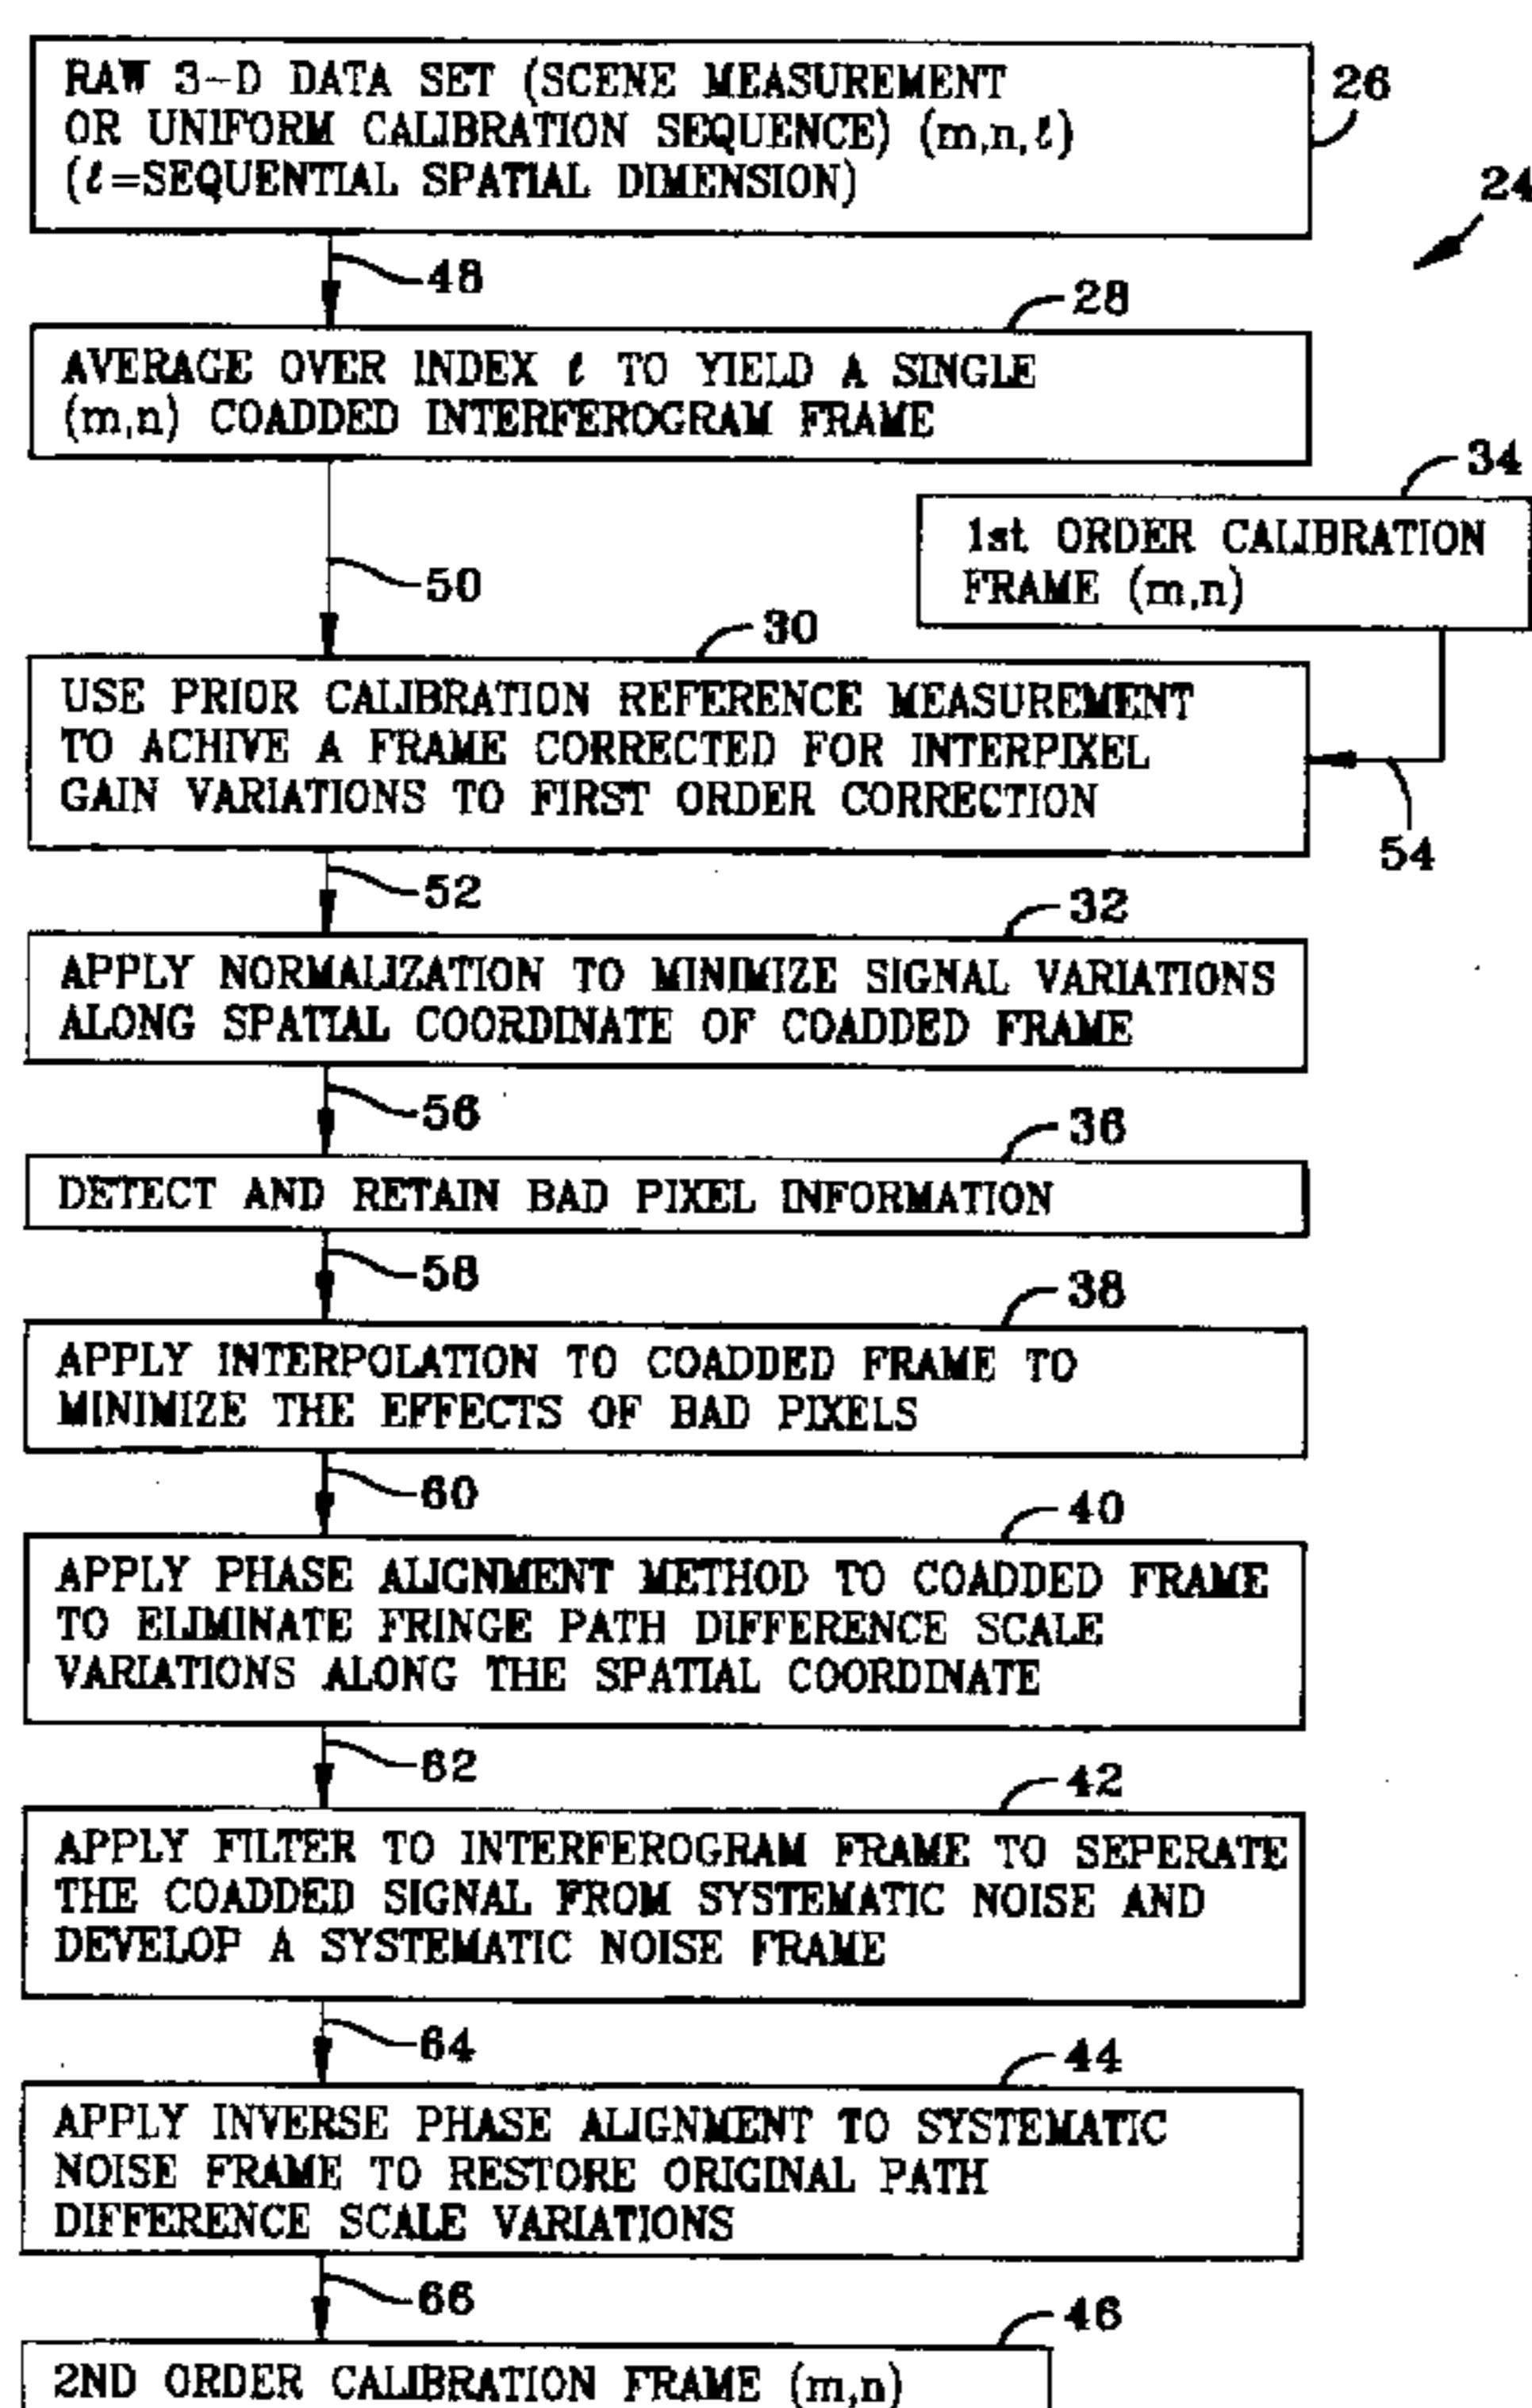 RAW 3-D DATA SET (SCENE MEASUREMENT
OR UNIFORM CALIBRATION SEQUENCE) (m,n,ℓ)
(ℓ=SEQUENTIAL SPATIAL DIMENSION)
26
24
48
28
AVERAGE OVER INDEX ℓ TO YIELD A SINGLE
(m,n) COADDED INTERFEROGRAM FRAME
34
1st ORDER CALIBRATION
FRAME (m,n)
50
30
USE PRIOR CALIBRATION REFERENCE MEASUREMENT
TO ACHIVE A FRAME CORRECTED FOR INTERPIXEL
GAIN VARIATIONS TO FIRST ORDER CORRECTION
54
52
32
APPLY NORMALIZATION TO MINIMIZE SIGNAL VARIATIONS
ALONG SPATIAL COORDINATE OF COADDED FRAME
56
36
DETECT AND RETAIN BAD PIXEL INFORMATION
58
38
APPLY INTERPOLATION TO COADDED FRAME TO
MINIMIZE THE EFFECTS OF BAD PIXELS
60
40
APPLY PHASE ALIGNMENT METHOD TO COADDED FRAME
TO ELIMINATE FRINGE PATH DIFFERENCE SCALE
VARIATIONS ALONG THE SPATIAL COORDINATE
62
42
APPLY FILTER TO INTERFEROGRAM FRAME TO SEPERATE
THE COADDED SIGNAL FROM SYSTEMATIC NOISE AND
DEVELOP A SYSTEMATIC NOISE FRAME
64
44
APPLY INVERSE PHASE ALIGNMENT TO SYSTEMATIC
NOISE FRAME TO RESTORE ORIGINAL PATH
DIFFERENCE SCALE VARIATIONS
66
46
2ND ORDER CALIBRATION FRAME (m,n)